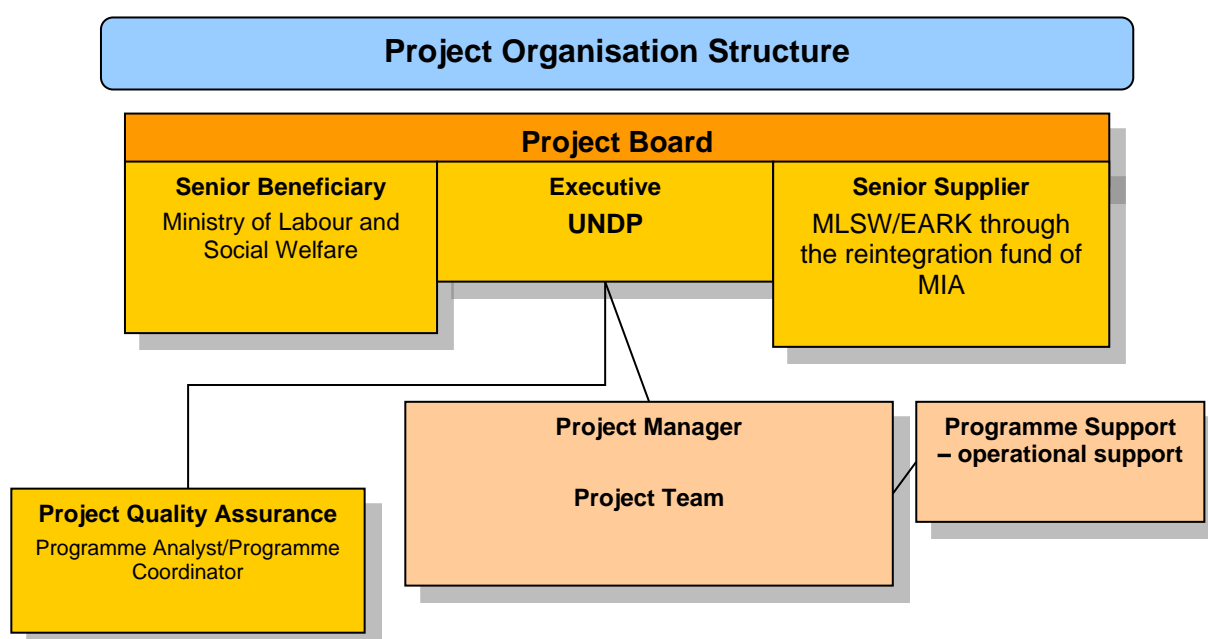 Project Organisation Structure
Project Board
Senior Beneficiary
Ministry of Labour and
Social Welfare
Executive
UNDP
Senior Supplier
MLSW/EARK through
the reintegration fund of
MIA
Project Manager
Project Team
Programme Support
– operational support
Project Quality Assurance
Programme Analyst/Programme
Coordinator